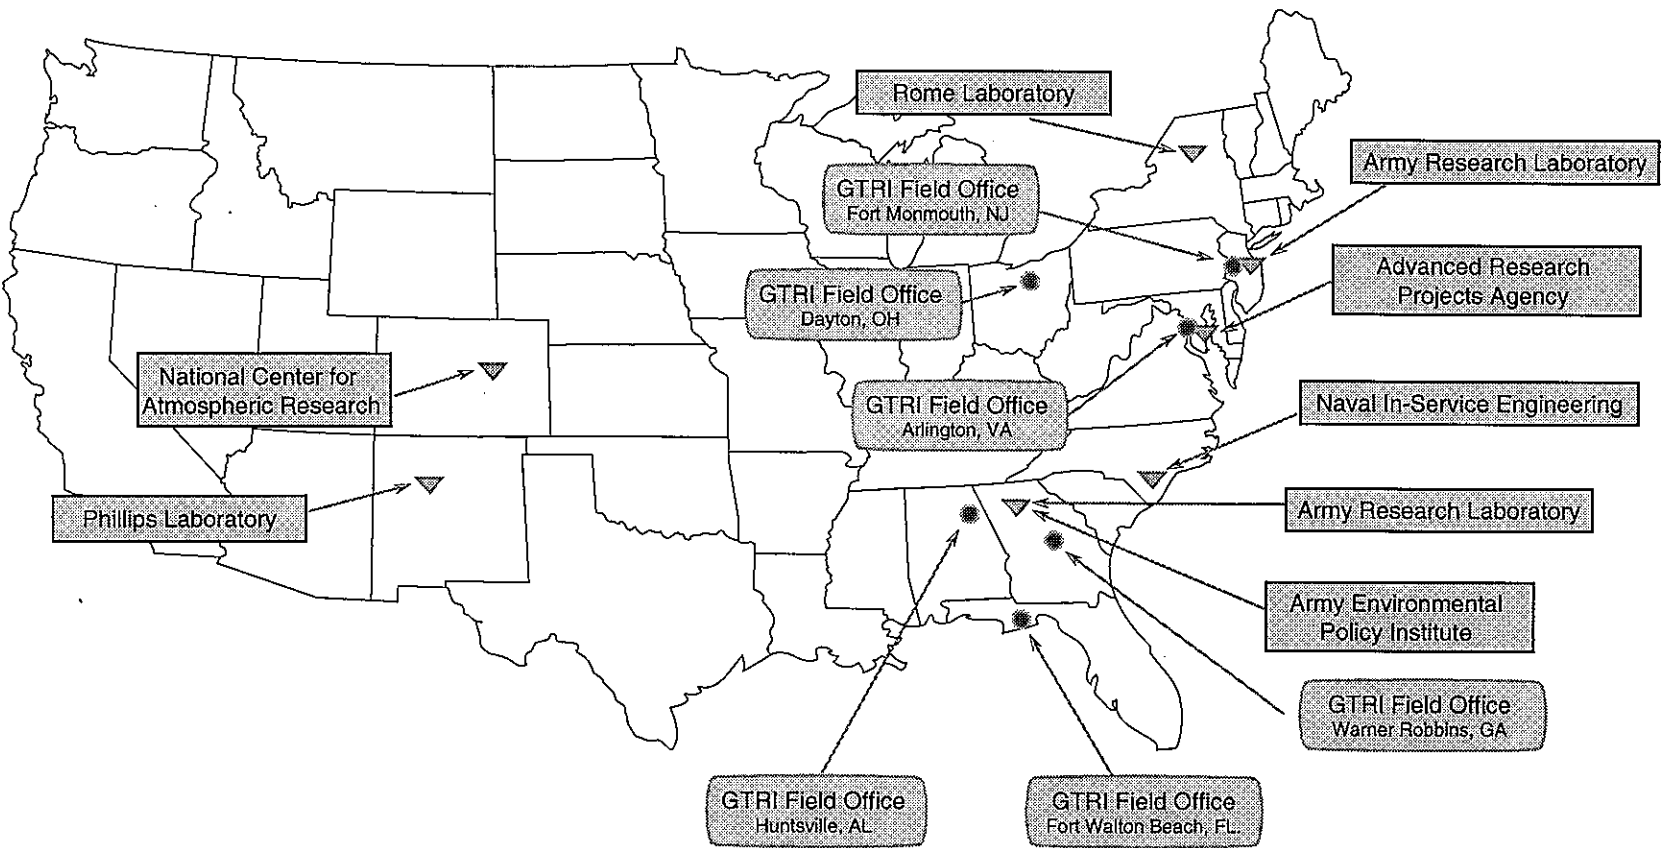 Rome Laboratory
Army Research Laboratory
GTRI Field Office
Fort Monmouth, NJ
Advanced Research
Projects Agency
GTRI Field Office
Dayton, OH
National Center for
Atmospheric Research
GTRI Field Office
Arlington, VA
Naval In-Service Engineering
Phillips Laboratory
Army Research Laboratory
Army Environmental
Policy Institute
GTRI Field Office
Warner Robbins, GA
GTRI Field Office
Huntsville, AL
GTRI Field Office
Fort Walton Beach, FL.